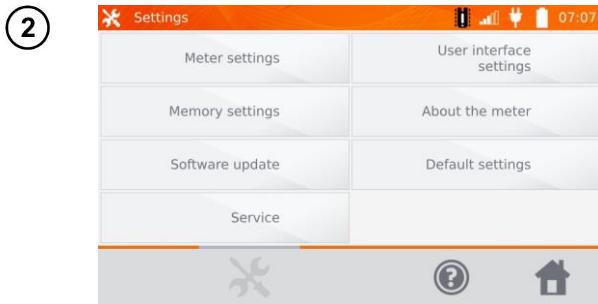 2
Settings
07:07
Meter settings
User interface
settings
Memory settings
About the meter
Software update
Default settings
Service
?